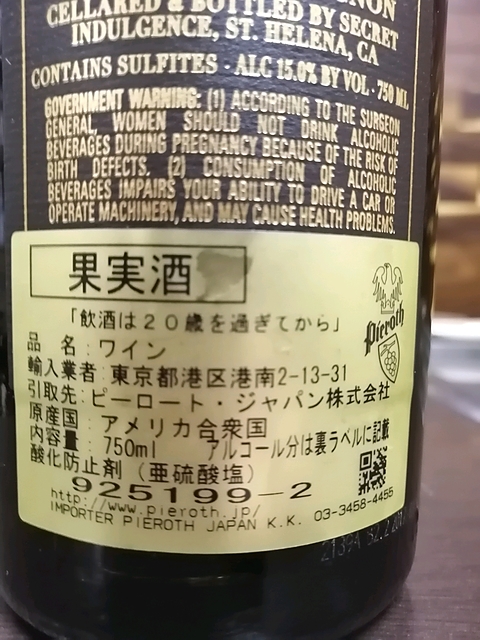 NON
CELLARED & BOTTLED BY SECRET
INDULGENCE, ST. HELENA, CA
CONTAINS SULFITES · ALC 15.0% BY VOL · 750 ML
GOVERNMENT WARNING: (1) ACCORDING TO THE SURGEON
GENERAL, WOMEN SHOULD NOT DRINK ALCOHOLIC
BEVERAGES DURING PREGNANCY BECAUSE OF THE RISK OF
BIRTH DEFECTS. (2) CONSUMPTION OF ALCOHOLIC
BEVERAGES IMPAIRS YOUR ABILITY TO DRIVE A CAR OR
OPERATE MACHINERY, AND MAY CAUSE HEALTH PROBLEMS.
果実酒
Pieroth
「飲酒は20歳を過ぎてから」
品 名：ワイン
輸入業者：東京都港区港南2-13-31
引取先：ピーロート・ジャパン株式会社
原産国：アメリカ合衆国
内容量：750ml アルコール分は裏ラベルに記載
酸化防止剤（亜硫酸塩）
925199-2
http://www.pieroth.jp/
IMPORTER PIEROTH JAPAN K.K. 03-3458-4455